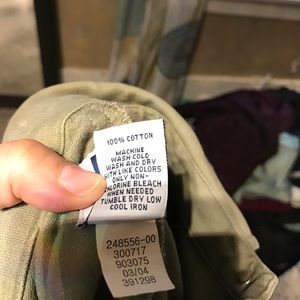 100% COTTON
MACHINE
WASH COLD
WASH AND DRY
WITH LIKE COLORS
ONLY NON-
CHLORINE BLEACH
WHEN NEEDED
TUMBLE DRY LOW
COOL IRON
248556-00
300717
903075
03/04
391298